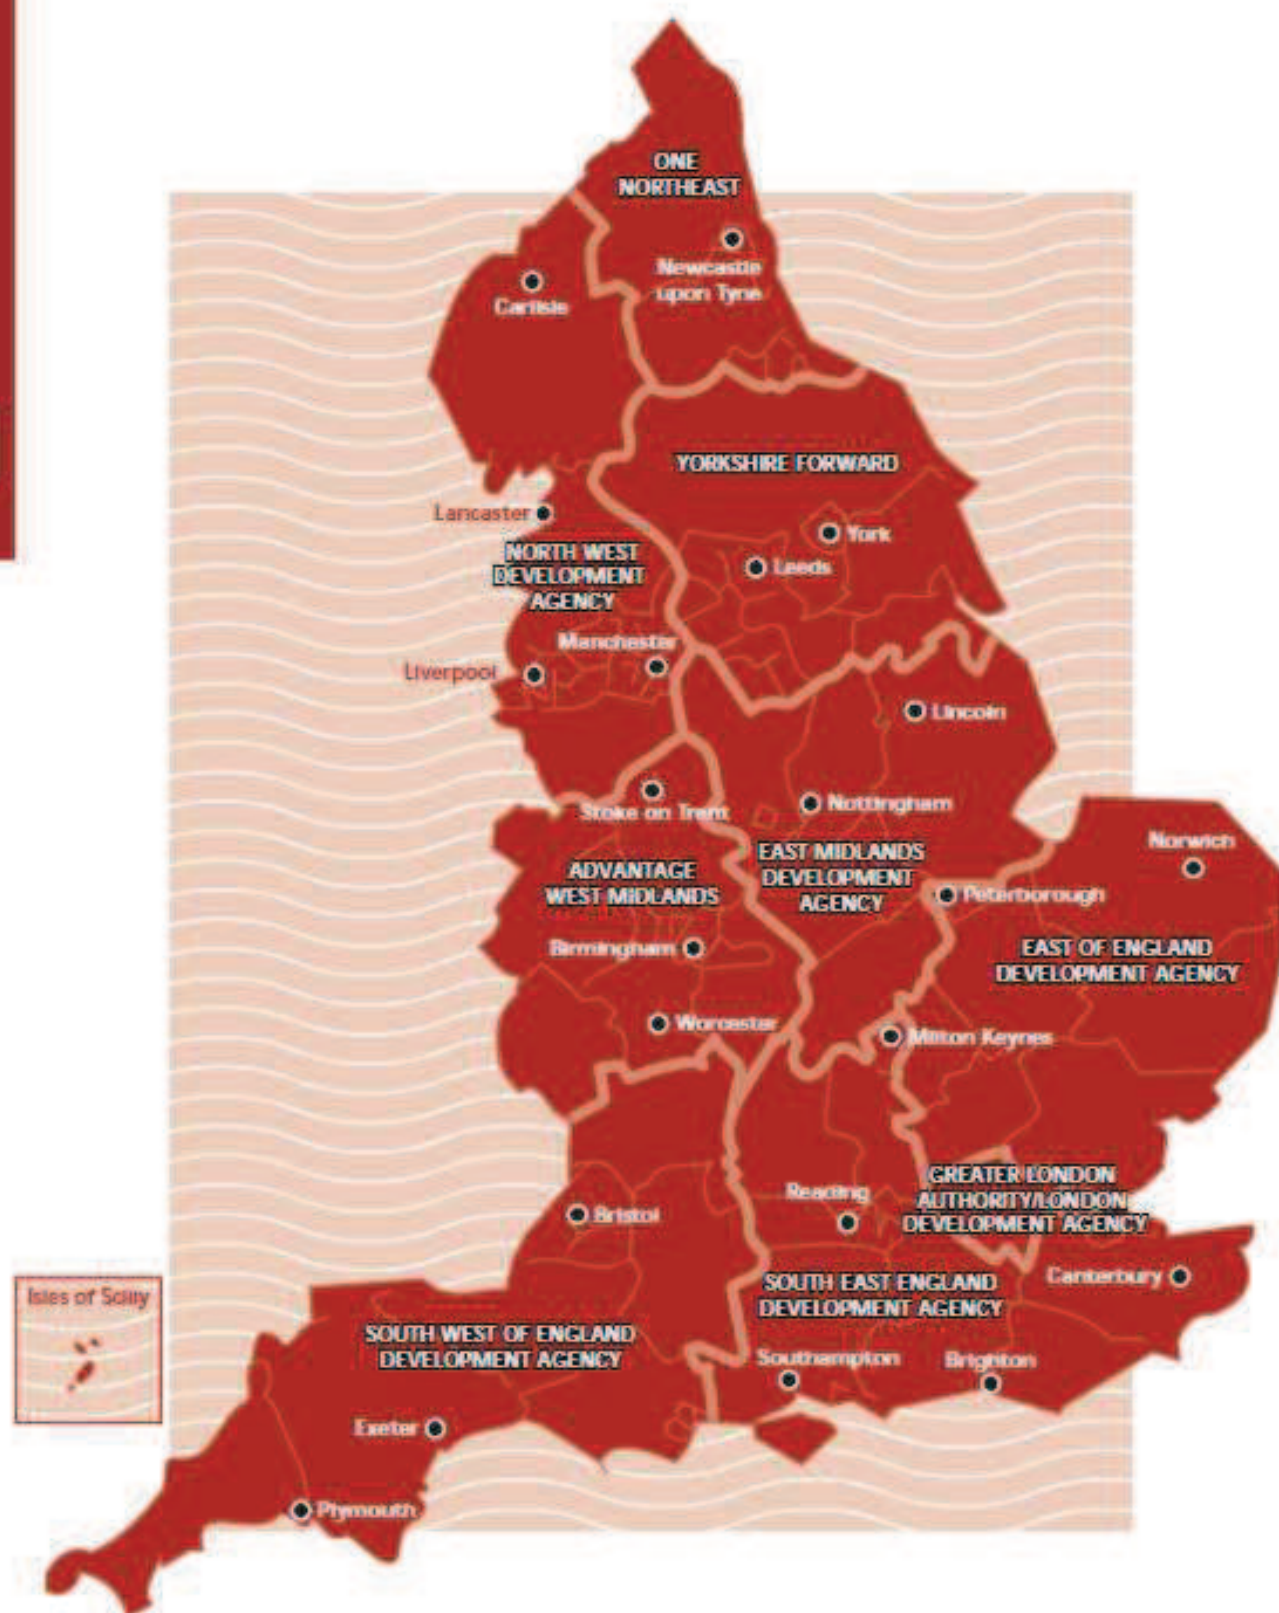 ONE
NORTHEAST
Newcastle
upon Tyne
Carlisle
YORKSHIRE FORWARD
Lancaster
York
NORTH WEST
DEVELOPMENT
AGENCY
Leeds
Manchester
Liverpool
Lincoln
Stoke on Trent
Nottingham
Norwich
EAST MIDLANDS
DEVELOPMENT
AGENCY
ADVANTAGE
WEST MIDLANDS
Peterborough
Birmingham
EAST OF ENGLAND
DEVELOPMENT AGENCY
Worcester
Milton Keynes
GREATER LONDON
AUTHORITY/LONDON
DEVELOPMENT AGENCY
Reading
Bristol
Canterbury
SOUTH EAST ENGLAND
DEVELOPMENT AGENCY
Isles of Scilly
SOUTH WEST OF ENGLAND
DEVELOPMENT AGENCY
Southampton
Brighton
Exeter
Plymouth